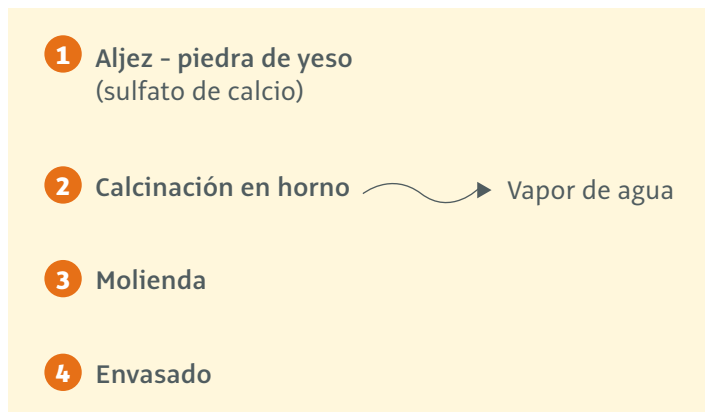 1 Aljez - piedra de yeso
(sulfato de calcio)
2 Calcinación en horno Vapor de agua
3 Molienda
4 Envasado